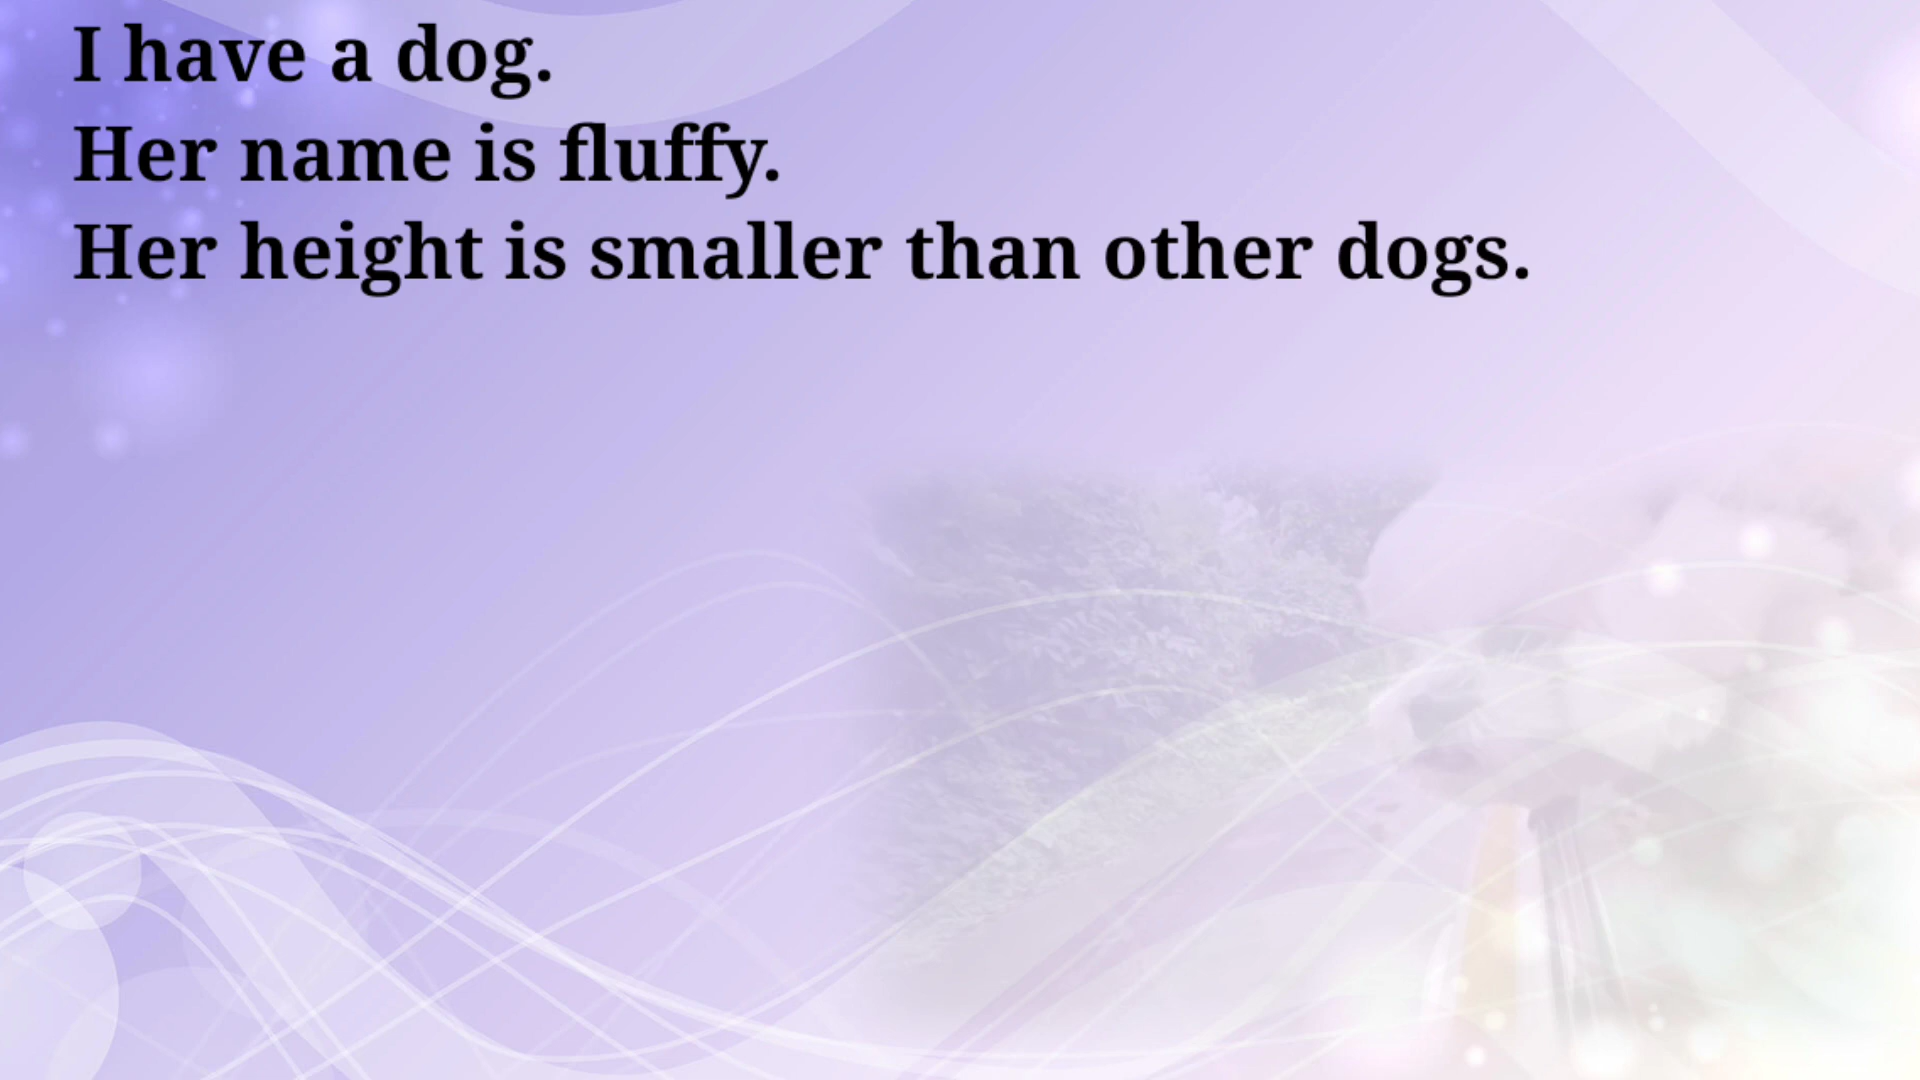 I have a dog.
Her name is fluffy.
Her height is smaller than other dogs.